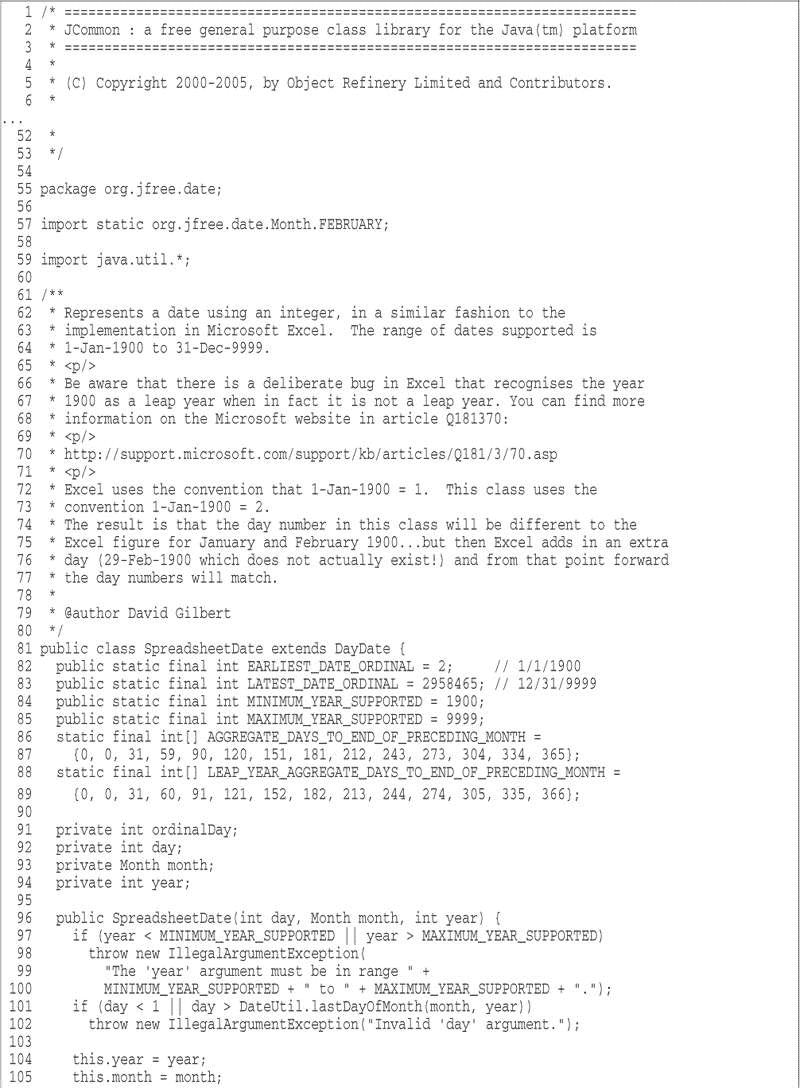 1 /* ========================================================================
2  * JCommon : a free general purpose class library for the Java(tm) platform
3  * ========================================================================
4  *
5  * (C) Copyright 2000-2005, by Object Refinery Limited and Contributors.
6  *
...
52  *
53  */
54
55 package org.jfree.date;
56
57 import static org.jfree.date.Month.FEBRUARY;
58
59 import java.util.*;
60
61 /**
62  * Represents a date using an integer, in a similar fashion to the
63  * implementation in Microsoft Excel.  The range of dates supported is
64  * 1-Jan-1900 to 31-Dec-9999.
65  * <p/>
66  * Be aware that there is a deliberate bug in Excel that recognises the year
67  * 1900 as a leap year when in fact it is not a leap year. You can find more
68  * information on the Microsoft website in article Q181370:
69  * <p/>
70  * http://support.microsoft.com/support/kb/articles/Q181/3/70.asp
71  * <p/>
72  * Excel uses the convention that 1-Jan-1900 = 1.  This class uses the
73  * convention 1-Jan-1900 = 2.
74  * The result is that the day number in this class will be different to the
75  * Excel figure for January and February 1900...but then Excel adds in an extra
76  * day (29-Feb-1900 which does not actually exist!) and from that point forward
77  * the day numbers will match.
78  *
79  * @author David Gilbert
80  */
81 public class SpreadsheetDate extends DayDate {
82   public static final int EARLIEST_DATE_ORDINAL = 2;     // 1/1/1900
83   public static final int LATEST_DATE_ORDINAL = 2958465; // 12/31/9999
84   public static final int MINIMUM_YEAR_SUPPORTED = 1900;
85   public static final int MAXIMUM_YEAR_SUPPORTED = 9999;
86   static final int[] AGGREGATE_DAYS_TO_END_OF_PRECEDING_MONTH =
87     {0, 0, 31, 59, 90, 120, 151, 181, 212, 243, 273, 304, 334, 365};
88   static final int[] LEAP_YEAR_AGGREGATE_DAYS_TO_END_OF_PRECEDING_MONTH =
89     {0, 0, 31, 60, 91, 121, 152, 182, 213, 244, 274, 305, 335, 366};
90
91   private int ordinalDay;
92   private int day;
93   private Month month;
94   private int year;
95
96   public SpreadsheetDate(int day, Month month, int year) {
97     if (year < MINIMUM_YEAR_SUPPORTED || year > MAXIMUM_YEAR_SUPPORTED)
98       throw new IllegalArgumentException(
99         "The 'year' argument must be in range " +
100         MINIMUM_YEAR_SUPPORTED + " to " + MAXIMUM_YEAR_SUPPORTED + ".");
101     if (day < 1 || day > DateUtil.lastDayOfMonth(month, year))
102       throw new IllegalArgumentException("Invalid 'day' argument.");
103
104     this.year = year;
105     this.month = month;